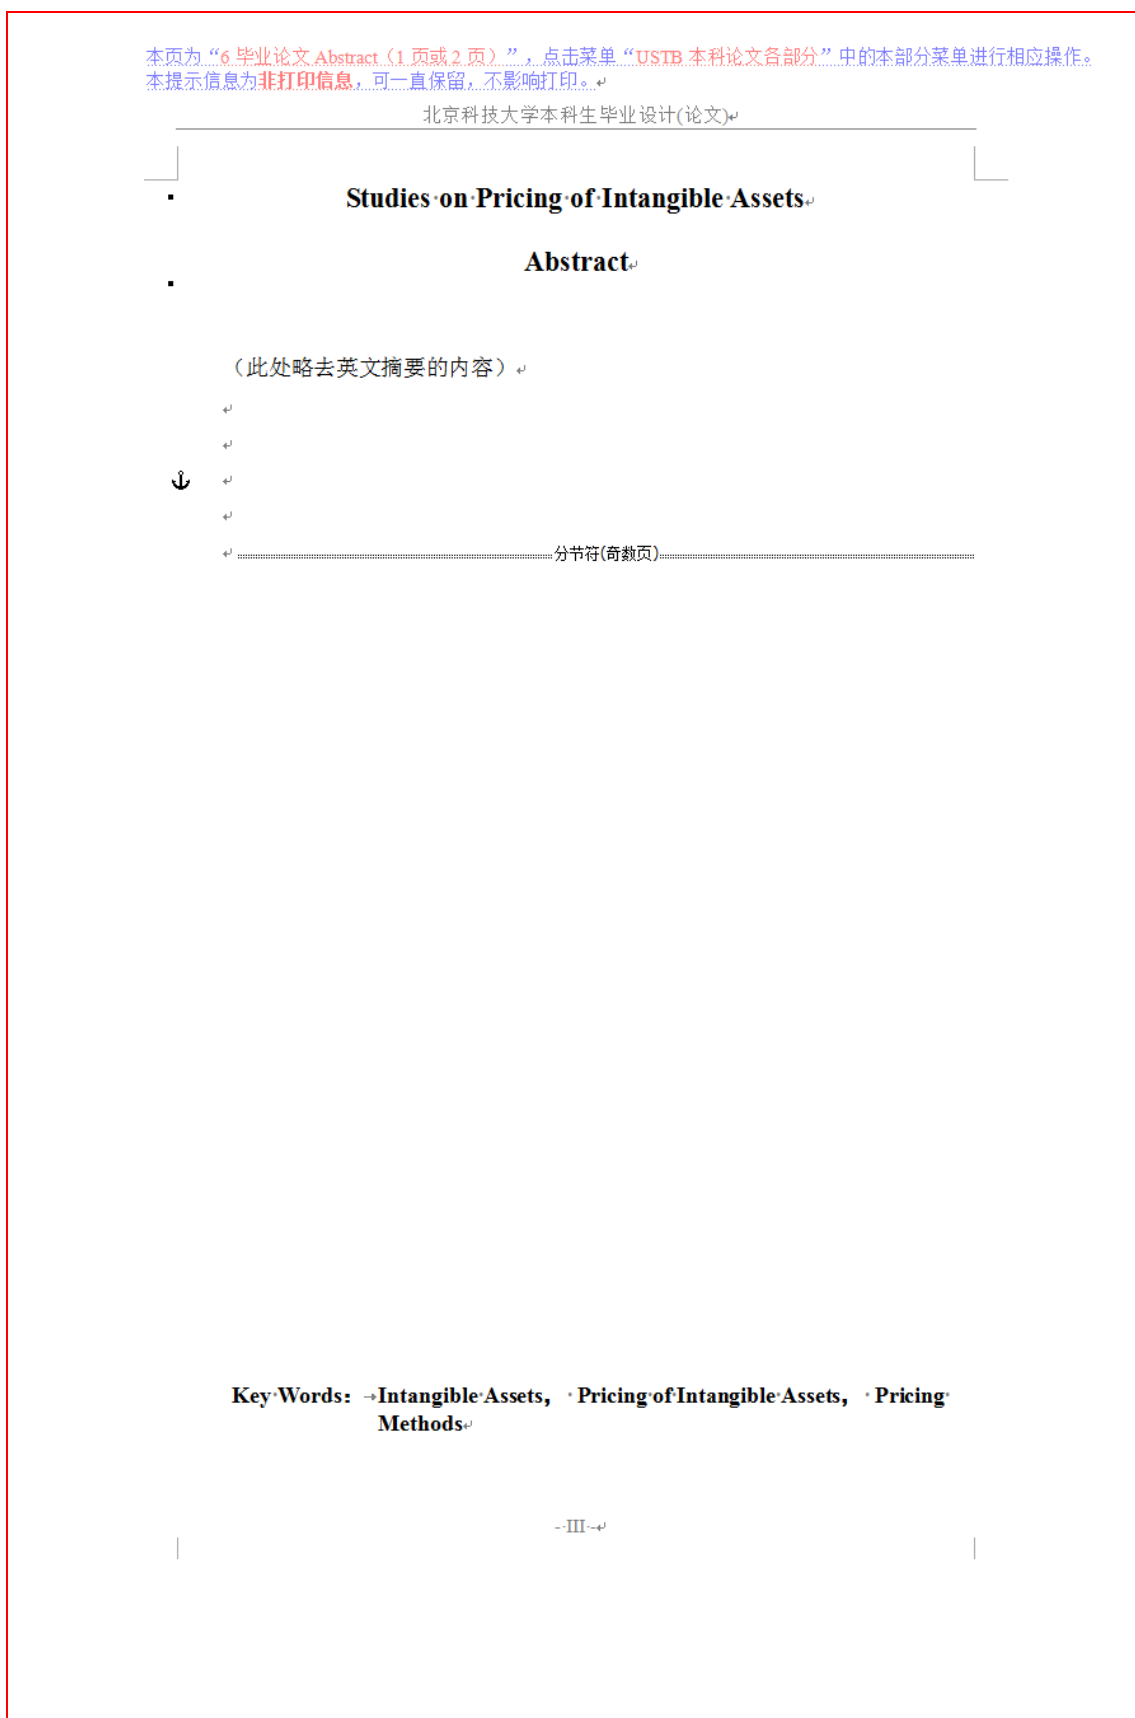 本页为“6 毕业论文 Abstract（1 页或 2 页）”，点击菜单“USTB 本科论文各部分”中的本部分菜单进行相应操作。
本提示信息为非打印信息，可一直保留，不影响打印。
北京科技大学本科生毕业设计(论文)
Studies on Pricing of Intangible Assets
Abstract
（此处略去英文摘要的内容）
分节符(奇数页)
Key Words： Intangible Assets， Pricing of Intangible Assets， Pricing
Methods
- III -